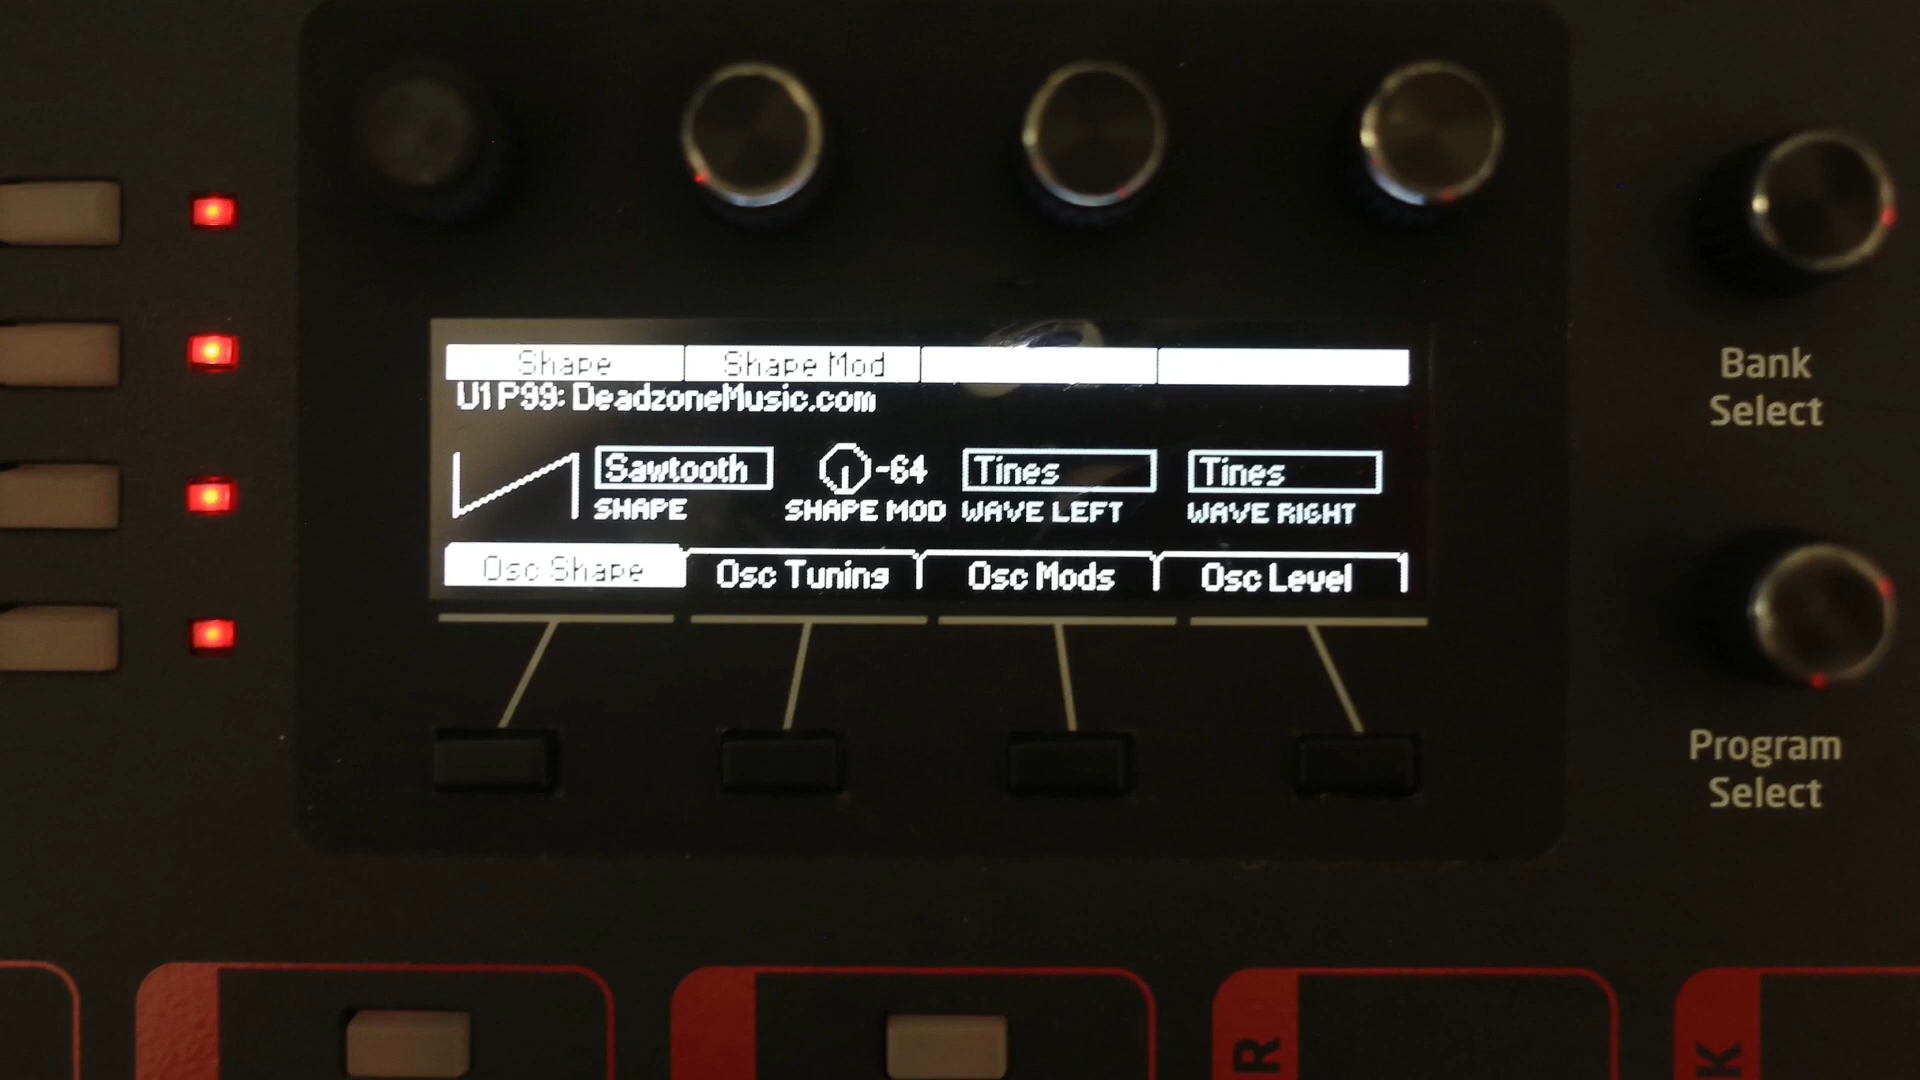 Shape Shape Mod
U1 P99: DeadzoneMusic.com
Sawtooth -64 Tines Tines
SHAPE SHAPE MOD WAVE LEFT WAVE RIGHT
Osc Shape Osc Tuning Osc Mods Osc Level
Bank
Select
Program
Select
R
K